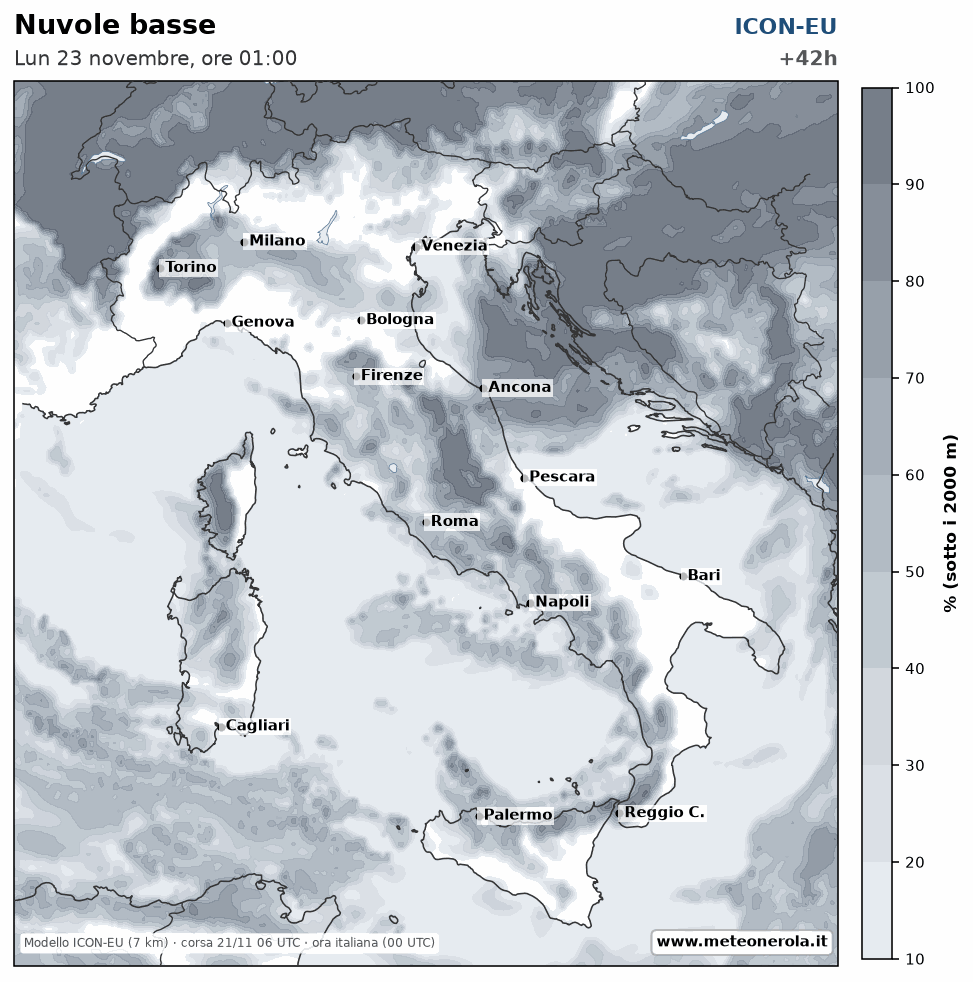 Nuvole basse
ICON-EU
Lun 23 novembre, ore 01:00
+42h
100
90
80
70
60
50
40
30
20
10
% (sotto i 2000 m)
Milano
Venezia
Torino
Genova
Bologna
Firenze
Ancona
Pescara
Roma
Bari
Napoli
Cagliari
Palermo
Reggio C.
Modello ICON-EU (7 km) · corsa 21/11 06 UTC · ora italiana (00 UTC)
www.meteonerola.it